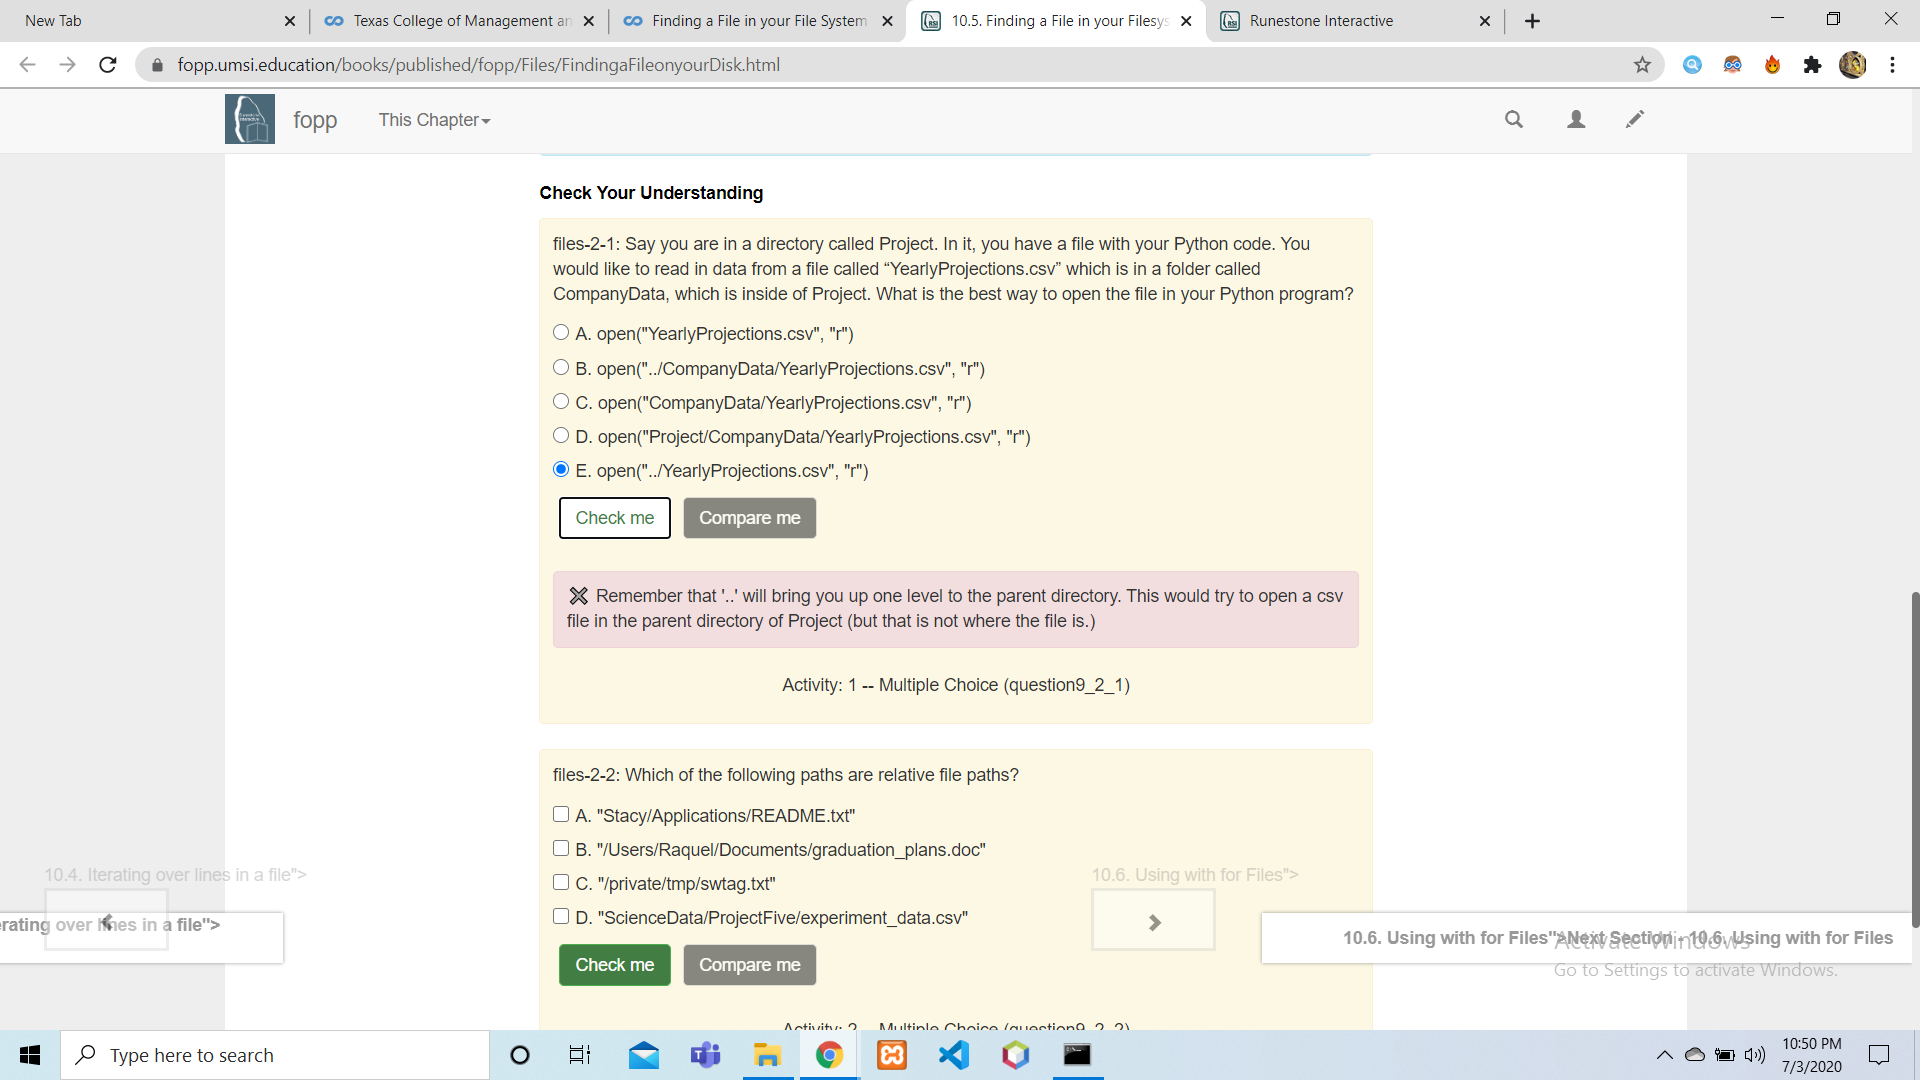 New Tab
Texas College of Management an
Finding a File in your File System
10.5. Finding a File in your Filesys
Runestone Interactive
fopp.umsi.education/books/published/fopp/Files/FindingaFileonyourDisk.html
fopp
This Chapter
Check Your Understanding
files-2-1: Say you are in a directory called Project. In it, you have a file with your Python code. You
would like to read in data from a file called “YearlyProjections.csv” which is in a folder called
CompanyData, which is inside of Project. What is the best way to open the file in your Python program?
A. open("YearlyProjections.csv", "r")
B. open("../CompanyData/YearlyProjections.csv", "r")
C. open("CompanyData/YearlyProjections.csv", "r")
D. open("Project/CompanyData/YearlyProjections.csv", "r")
E. open("../YearlyProjections.csv", "r")
Check me
Compare me
Remember that '..' will bring you up one level to the parent directory. This would try to open a csv
file in the parent directory of Project (but that is not where the file is.)
Activity: 1 -- Multiple Choice (question9_2_1)
files-2-2: Which of the following paths are relative file paths?
A. "Stacy/Applications/README.txt"
B. "/Users/Raquel/Documents/graduation_plans.doc"
C. "/private/tmp/swtag.txt"
D. "ScienceData/ProjectFive/experiment_data.csv"
Check me
Compare me
Activity: 2 -- Multiple Choice (question9_2_2)
10.4. Iterating over lines in a file">
erating over lines in a file">
10.6. Using with for Files">
10.6. Using with for Files">Next Section - 10.6. Using with for Files
Activate Windows
Go to Settings to activate Windows.
Type here to search
10:50 PM
7/3/2020